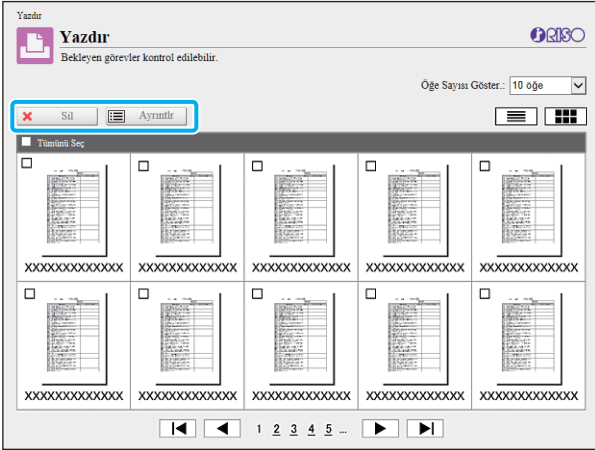 Yazdır
Yazdır
RISO
Bekleyen görevler kontrol edilebilir.
Öğe Sayısı Göster.: 10 öğe
Sil Ayrıntlr
Tümünü Seç
XXXXXXXXXXXXX XXXXXXXXXXXXX XXXXXXXXXXXXX XXXXXXXXXXXXX XXXXXXXXXXXXX
XXXXXXXXXXXXX XXXXXXXXXXXXX XXXXXXXXXXXXX XXXXXXXXXXXXX XXXXXXXXXXXXX
1 2 3 4 5 ...